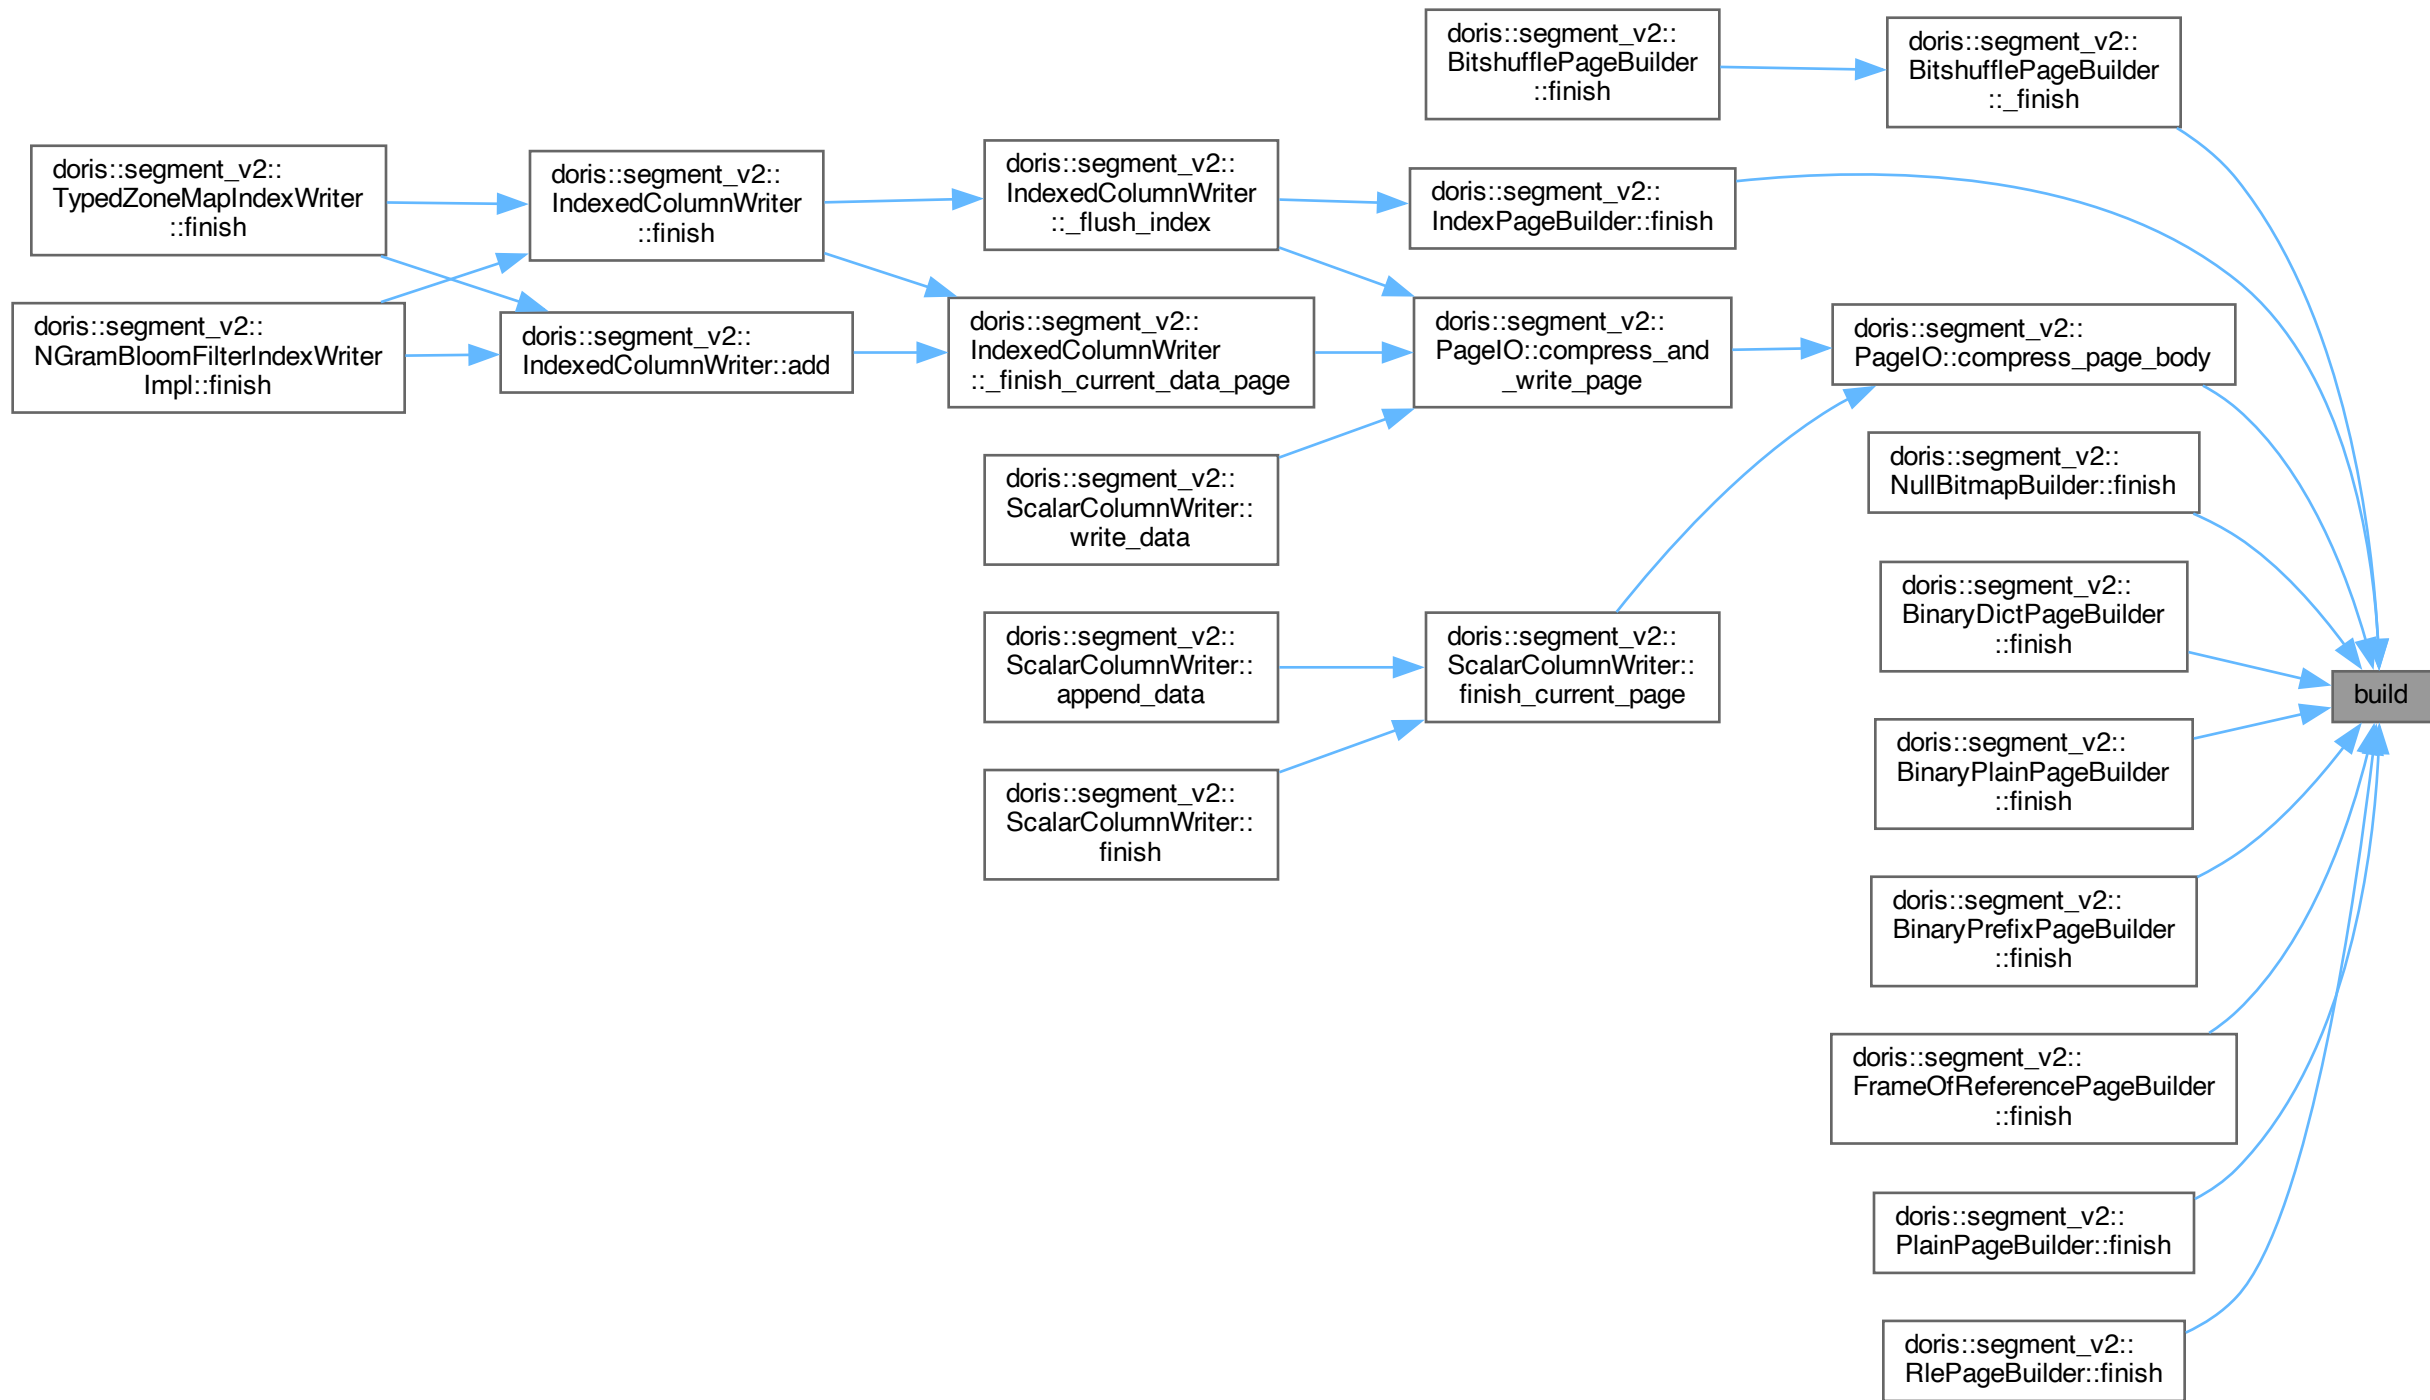 doris::segment_v2::
BitshufflePageBuilder
::finish
doris::segment_v2::
BitshufflePageBuilder
::_finish
doris::segment_v2::
TypedZoneMapIndexWriter
::finish
doris::segment_v2::
IndexedColumnWriter
::finish
doris::segment_v2::
IndexedColumnWriter
::_flush_index
doris::segment_v2::
IndexPageBuilder::finish
doris::segment_v2::
NGramBloomFilterIndexWriter
Impl::finish
doris::segment_v2::
IndexedColumnWriter::add
doris::segment_v2::
IndexedColumnWriter
::_finish_current_data_page
doris::segment_v2::
PageIO::compress_and
_write_page
doris::segment_v2::
PageIO::compress_page_body
doris::segment_v2::
ScalarColumnWriter::
write_data
doris::segment_v2::
NullBitmapBuilder::finish
doris::segment_v2::
BinaryDictPageBuilder
::finish
doris::segment_v2::
ScalarColumnWriter::
append_data
doris::segment_v2::
ScalarColumnWriter::
finish_current_page
build
doris::segment_v2::
BinaryPlainPageBuilder
::finish
doris::segment_v2::
ScalarColumnWriter::
finish
doris::segment_v2::
BinaryPrefixPageBuilder
::finish
doris::segment_v2::
FrameOfReferencePageBuilder
::finish
doris::segment_v2::
PlainPageBuilder::finish
doris::segment_v2::
RlePageBuilder::finish